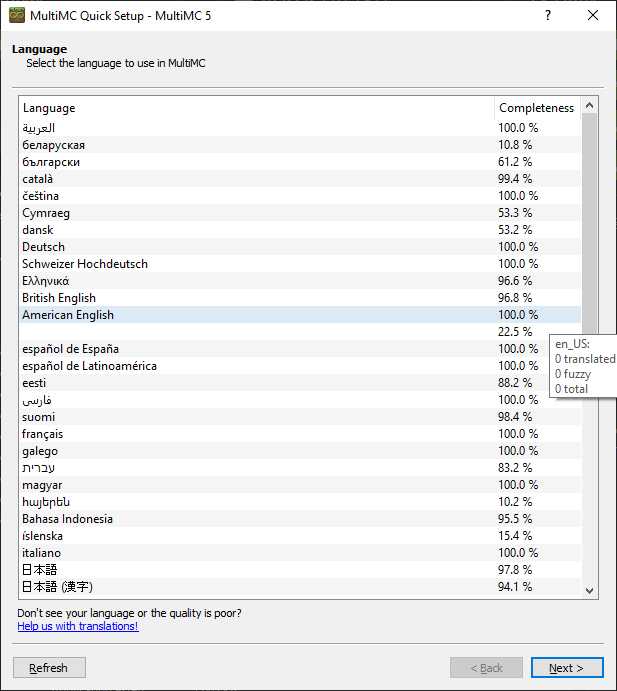 MultiMC Quick Setup - MultiMC 5
Language
Select the language to use in MultiMC
Language Completeness
العربية 100.0 %
беларуская 10.8 %
български 61.2 %
català 99.4 %
čeština 100.0 %
Cymraeg 53.3 %
dansk 53.2 %
Deutsch 100.0 %
Schweizer Hochdeutsch 100.0 %
Ελληνικά 96.6 %
British English 96.8 %
American English 100.0 %
22.5 %
español de España 100.0 %
español de Latinoamérica 100.0 %
eesti 88.2 %
فارسی 100.0 %
suomi 98.4 %
français 100.0 %
galego 100.0 %
עברית 83.2 %
magyar 100.0 %
հայերեն 10.2 %
Bahasa Indonesia 95.5 %
íslenska 15.4 %
italiano 100.0 %
日本語 97.8 %
日本語 (漢字) 94.1 %
en_US:
0 translated
0 fuzzy
0 total
Don't see your language or the quality is poor?
Help us with translations!
Refresh < Back Next >